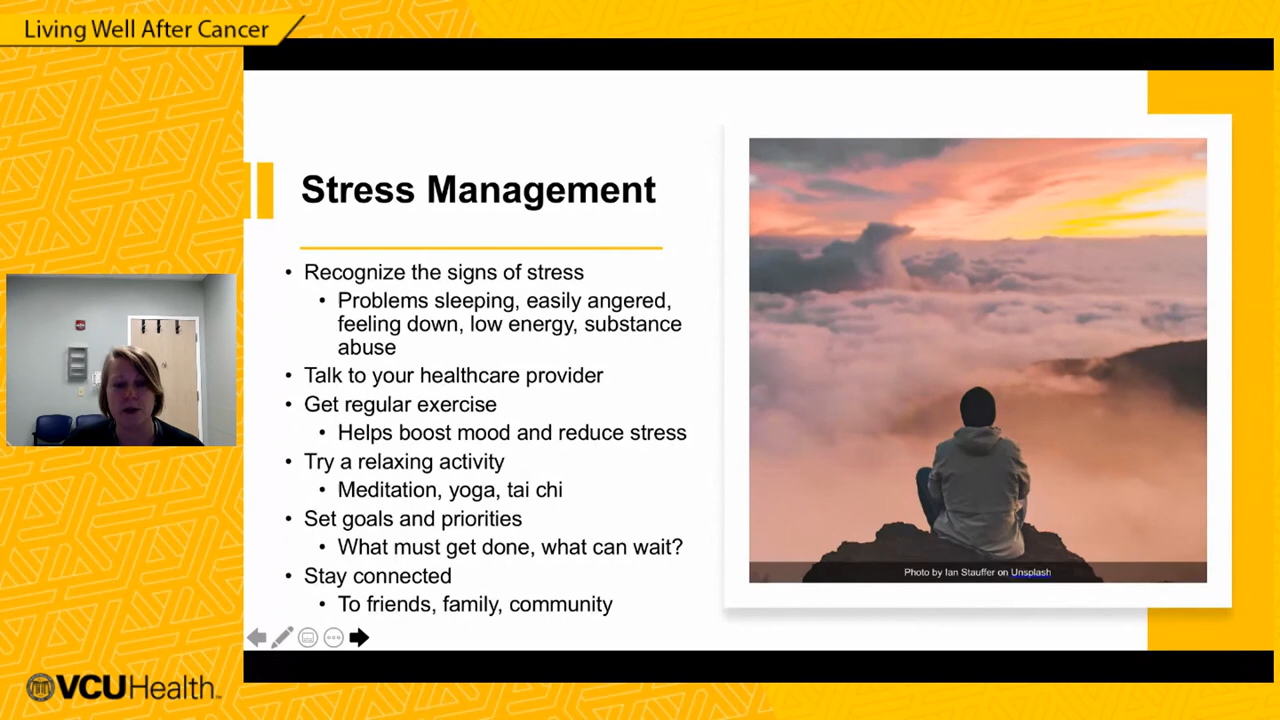 Living Well After Cancer
Stress Management
• Recognize the signs of stress
• Problems sleeping, easily angered,
feeling down, low energy, substance
abuse
• Talk to your healthcare provider
• Get regular exercise
• Helps boost mood and reduce stress
• Try a relaxing activity
• Meditation, yoga, tai chi
• Set goals and priorities
• What must get done, what can wait?
• Stay connected
• To friends, family, community
Photo by Ian Stauffer on Unsplash
VCUHealth